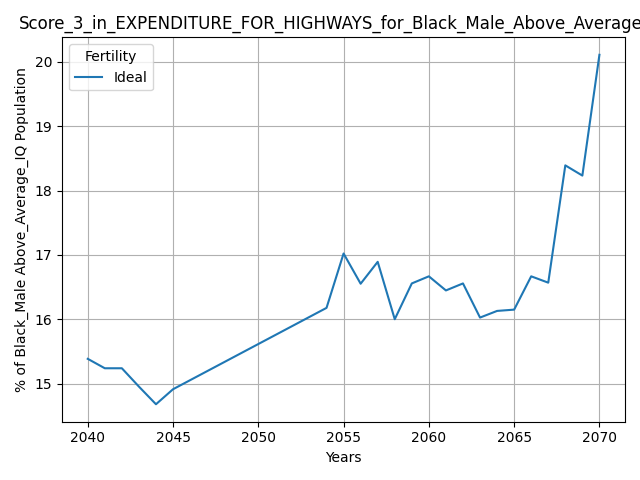 Score_3_in_EXPENDITURE_FOR_HIGHWAYS_for_Black_Male_Above_Average
Fertility
Ideal
% of Black_Male Above_Average_IQ Population
20
19
18
17
16
15
2040 2045 2050 2055 2060 2065 2070
Years